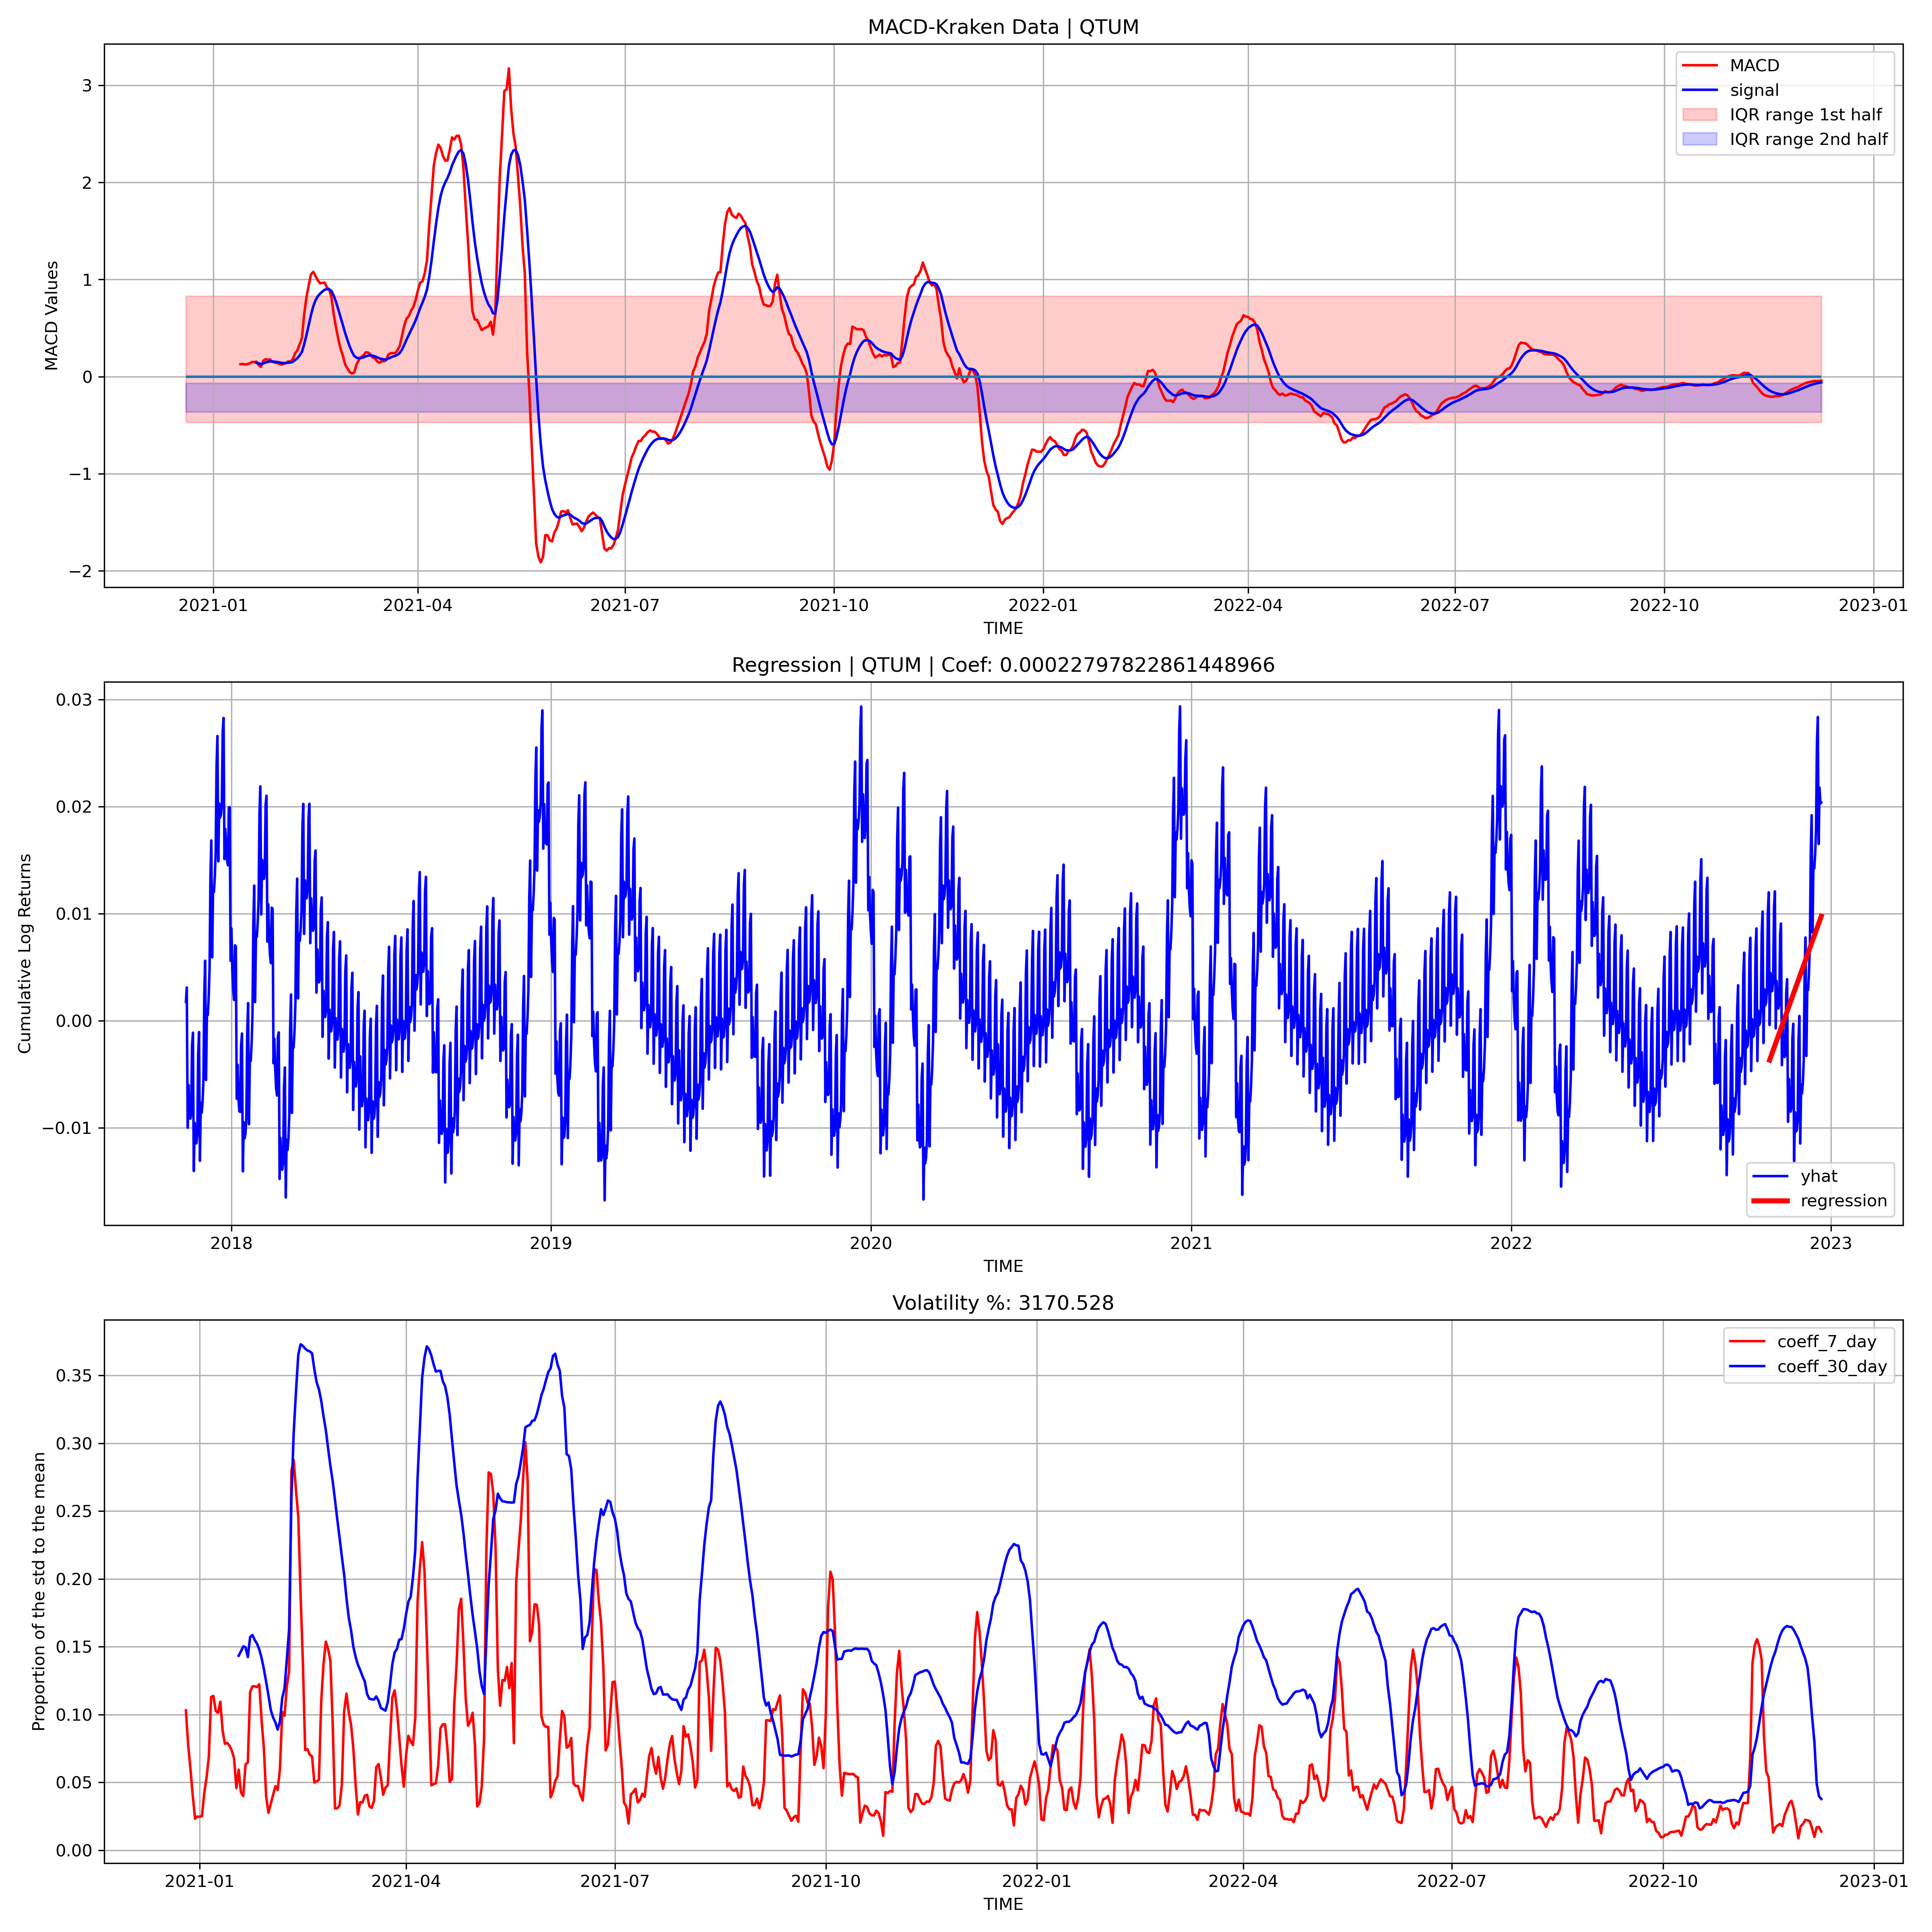 MACD-Kraken Data | QTUM
MACD Values
3
2
1
0
−1
−2
MACD
signal
IQR range 1st half
IQR range 2nd half
2021-01
2021-04
2021-07
2021-10
2022-01
2022-04
2022-07
2022-10
2023-01
TIME
Regression | QTUM | Coef: 0.00022797822861448966
Cumulative Log Returns
0.03
0.02
0.01
0.00
−0.01
yhat
regression
2018
2019
2020
2021
2022
2023
TIME
Volatility %: 3170.528
Proportion of the std to the mean
0.35
0.30
0.25
0.20
0.15
0.10
0.05
0.00
coeff_7_day
coeff_30_day
2021-01
2021-04
2021-07
2021-10
2022-01
2022-04
2022-07
2022-10
2023-01
TIME